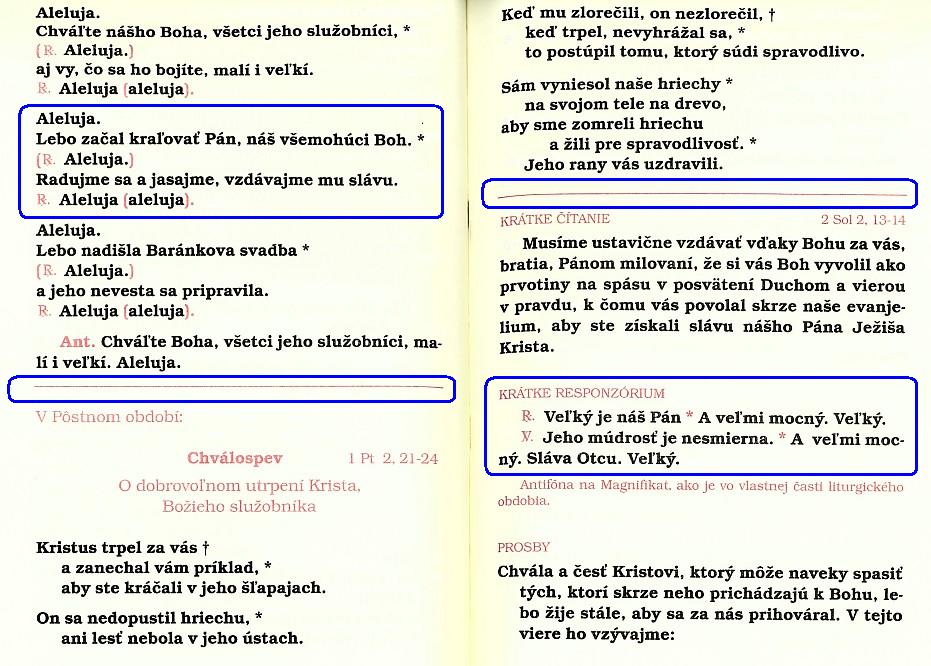 Aleluja.
Chváľte nášho Boha, všetci jeho služobníci, *
(R. Aleluja.)
aj vy, čo sa ho bojíte, malí i veľkí.
R. Aleluja (aleluja).
Aleluja.
Lebo začal kraľovať Pán, náš všemohúci Boh. *
(R. Aleluja.)
Radujme sa a jasajme, vzdávajme mu slávu.
R. Aleluja (aleluja).
Aleluja.
Lebo nadišla Baránkova svadba *
(R. Aleluja.)
a jeho nevesta sa pripravila.
R. Aleluja (aleluja).
Ant. Chváľte Boha, všetci jeho služobníci, ma-
lí i veľkí. Aleluja.
V Pôstnom období:
Chválospev 1 Pt 2, 21-24
O dobrovoľnom utrpení Krista,
Božieho služobníka
Kristus trpel za vás †
a zanechal vám príklad, *
aby ste kráčali v jeho šľapajach.
On sa nedopustil hriechu, *
ani lesť nebola v jeho ústach.
Keď mu zlorečili, on nezlorečil, †
keď trpel, nevyhrážal sa, *
to postúpil tomu, ktorý súdi spravodlivo.
Sám vyniesol naše hriechy *
na svojom tele na drevo,
aby sme zomreli hriechu
a žili pre spravodlivosť. *
Jeho rany vás uzdravili.
KRÁTKE ČÍTANIE 2 Sol 2, 13-14
Musíme ustavične vzdávať vďaky Bohu za vás,
bratia, Pánom milovaní, že si vás Boh vyvolil ako
prvotiny na spásu v posvätení Duchom a vierou
v pravdu, k čomu vás povolal skrze naše evanje-
lium, aby ste získali slávu nášho Pána Ježiša
Krista.
KRÁTKE RESPONZÓRIUM
R. Veľký je náš Pán * A veľmi mocný. Veľký.
V. Jeho múdrosť je nesmierna. * A veľmi moc-
ný. Sláva Otcu. Veľký.
Antifóna na Magnifikat, ako je vo vlastnej časti liturgického
obdobia.
PROSBY
Chvála a česť Kristovi, ktorý môže naveky spasiť
tých, ktorí skrze neho prichádzajú k Bohu, le-
bo žije stále, aby sa za nás prihováral. V tejto
viere ho vzývajme: